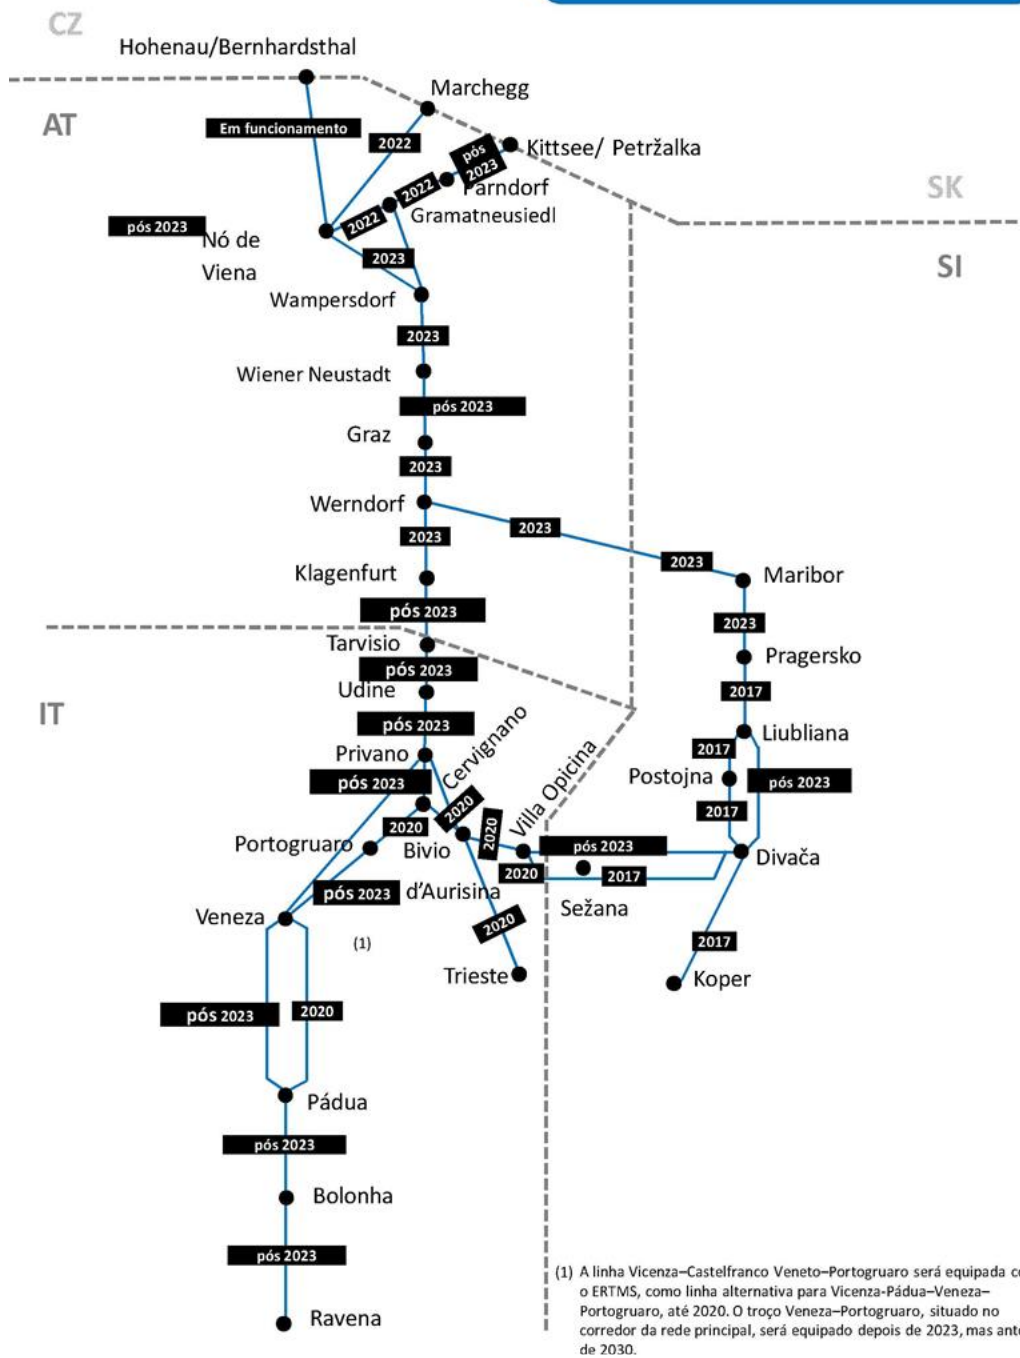 CZ
Hohenau/Bernhardsthal
Marchegg
AT
Em funcionamento
2022
pós 2023
Kittsee/ Petržalka
Parndorf
2022
SK
Gramatneusiedl
2022
pós 2023
Nó de
Viena
2023
SI
Wampersdorf
2023
Wiener Neustadt
pós 2023
Graz
2023
Werndorf
2023
2023
2023
Klagenfurt
Maribor
pós 2023
2023
Tarvisio
Pragersko
pós 2023
Udine
2017
IT
pós 2023
Liubliana
Privano
Cervignano
2017
Villa Opicina
Postojna
pós 2023
pós 2023
2020
2017
2020
2020
Portogruaro
Bivio
d'Aurisina
pós 2023
Divača
2020
2017
Sežana
pós 2023
Veneza
(1)
2020
2017
Trieste
Koper
pós 2023
2020
Pádua
pós 2023
Bolonha
pós 2023
Ravena
(1) A linha Vicenza–Castelfranco Veneto–Portogruaro será equipada co
o ERTMS, como linha alternativa para Vicenza-Pádua–Veneza–
Portogruaro, até 2020. O troço Veneza–Portogruaro, situado no
corredor da rede principal, será equipado depois de 2023, mas ante
de 2030.